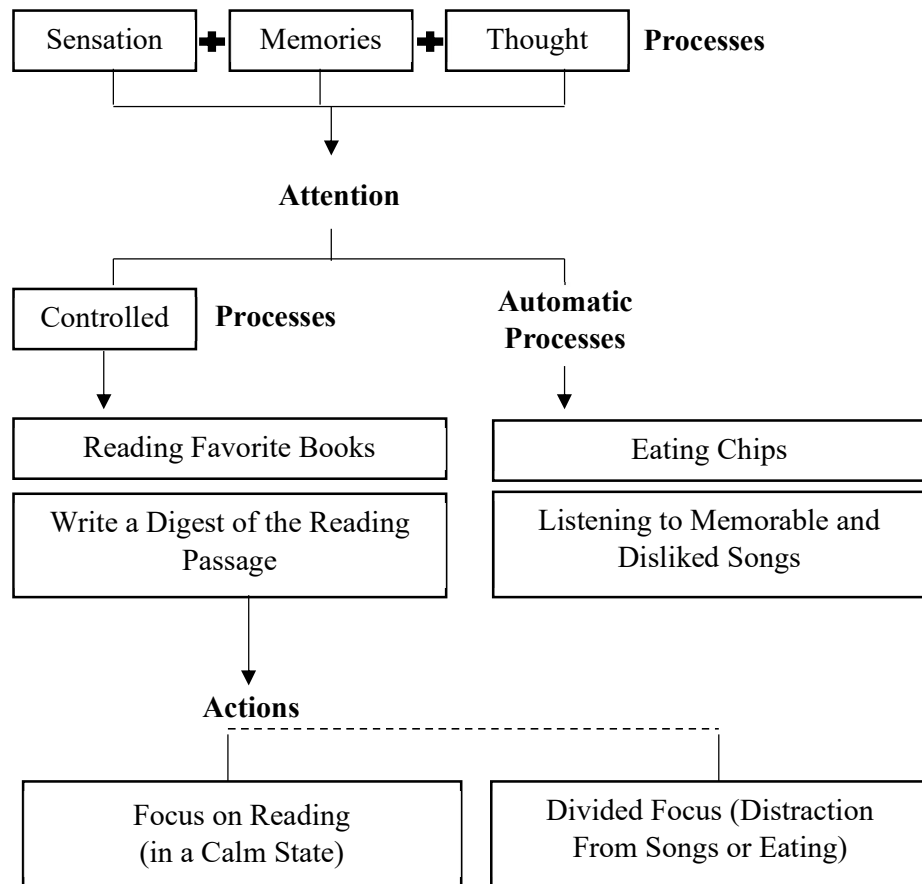 Sensation
Memories
Thought
Processes
Attention
Controlled
Processes
Automatic
Processes
Reading Favorite Books
Write a Digest of the Reading
Passage
Eating Chips
Listening to Memorable and
Disliked Songs
Actions
Focus on Reading
(in a Calm State)
Divided Focus (Distraction
From Songs or Eating)